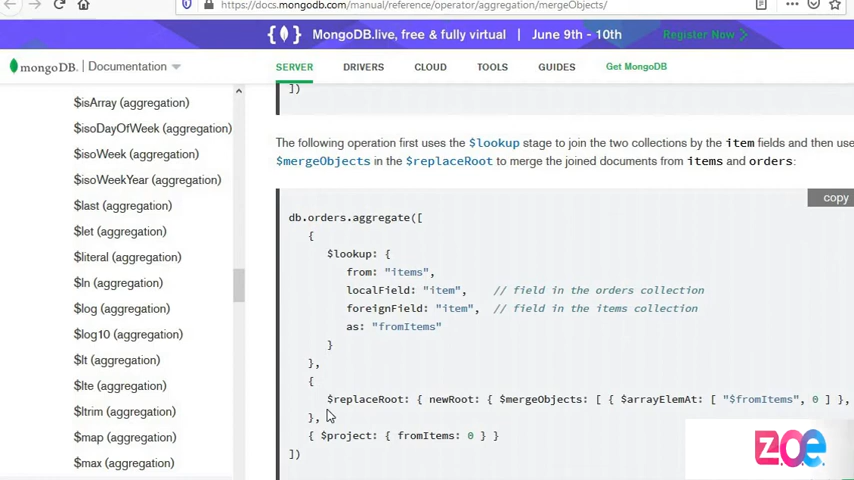 https://docs.mongodb.com/manual/reference/operator/aggregation/mergeObjects/
MongoDB.live, free & fully virtual | June 9th - 10th
Register Now >
mongoDB. | Documentation
SERVER DRIVERS CLOUD TOOLS GUIDES Get MongoDB
$isArray (aggregation)
$isoDayOfWeek (aggregation)
$isoWeek (aggregation)
$isoWeekYear (aggregation)
$last (aggregation)
$let (aggregation)
$literal (aggregation)
$ln (aggregation)
$log (aggregation)
$log10 (aggregation)
$lt (aggregation)
$lte (aggregation)
$ltrim (aggregation)
$map (aggregation)
$max (aggregation)
])
The following operation first uses the $lookup stage to join the two collections by the item fields and then use
$mergeObjects in the $replaceRoot to merge the joined documents from items and orders:
copy
db.orders.aggregate([
{
$lookup: {
from: "items",
localField: "item", // field in the orders collection
foreignField: "item", // field in the items collection
as: "fromItems"
}
},
{
$replaceRoot: { newRoot: { $mergeObjects: [ { $arrayElemAt: [ "$fromItems", 0 ] },
},
{ $project: { fromItems: 0 } }
])
zoe